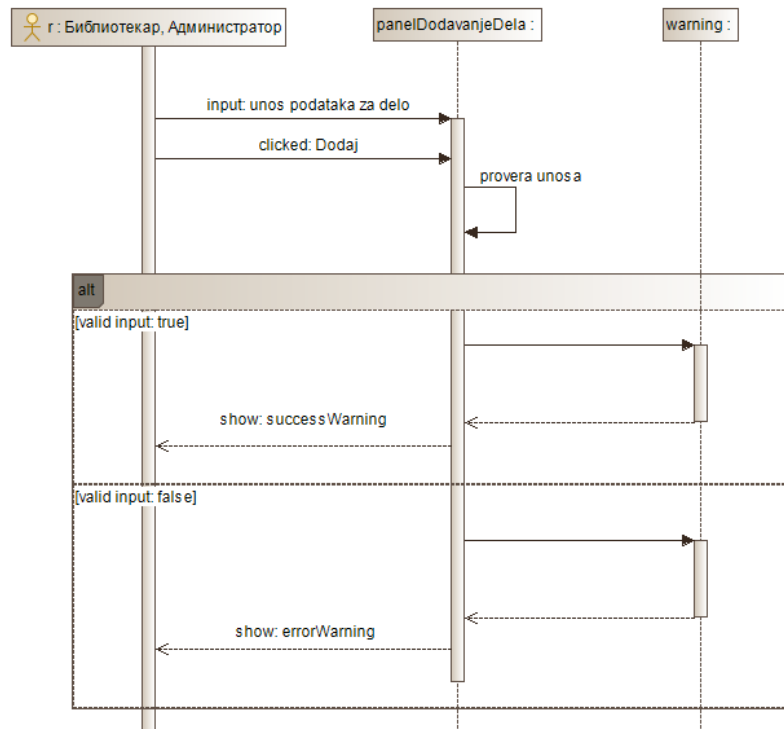 r : Библиотекар, Администратор
panelDodavanjeDela :
warning :
input: unos podataka za delo
clicked: Dodaj
provera unosa
alt
[valid input: true]
show: successWarning
[valid input: false]
show: errorWarning